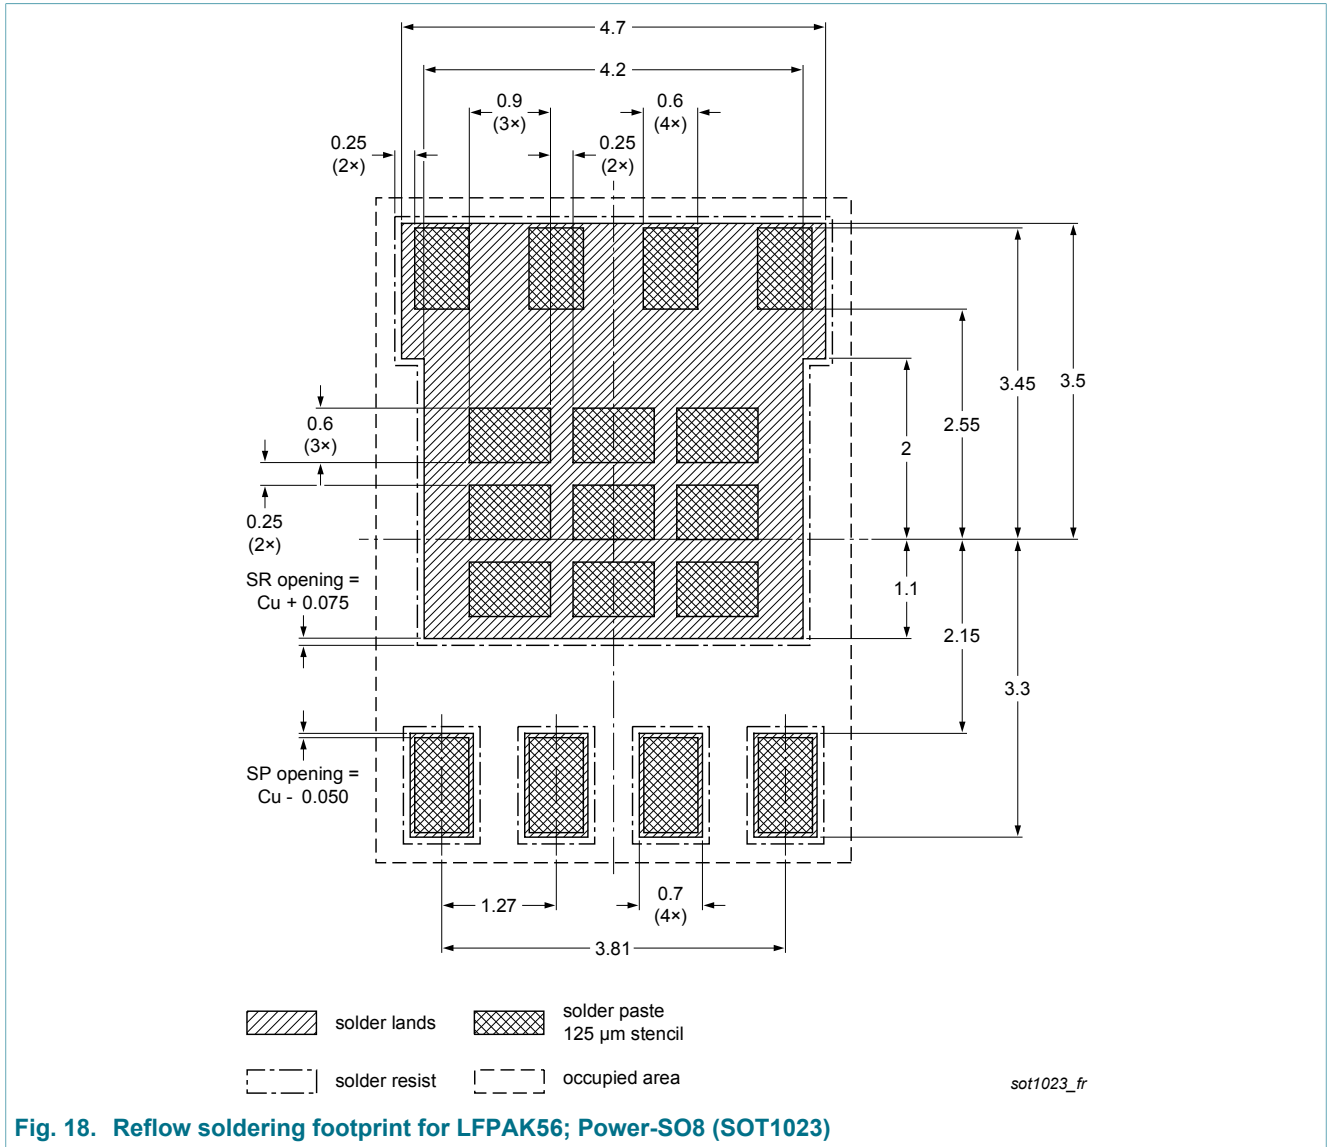 4.7
4.2
0.9
(3×)
0.6
(4×)
0.25
(2×)
0.25
(2×)
0.6
(3×)
0.25
(2×)
2
2.55
3.45
3.5
SR opening =
Cu + 0.075
1.1
2.15
3.3
SP opening =
Cu - 0.050
1.27
0.7
(4×)
3.81
solder lands
solder paste
125 µm stencil
solder resist
occupied area
sot1023_fr
Fig. 18. Reflow soldering footprint for LFPAK56; Power-SO8 (SOT1023)